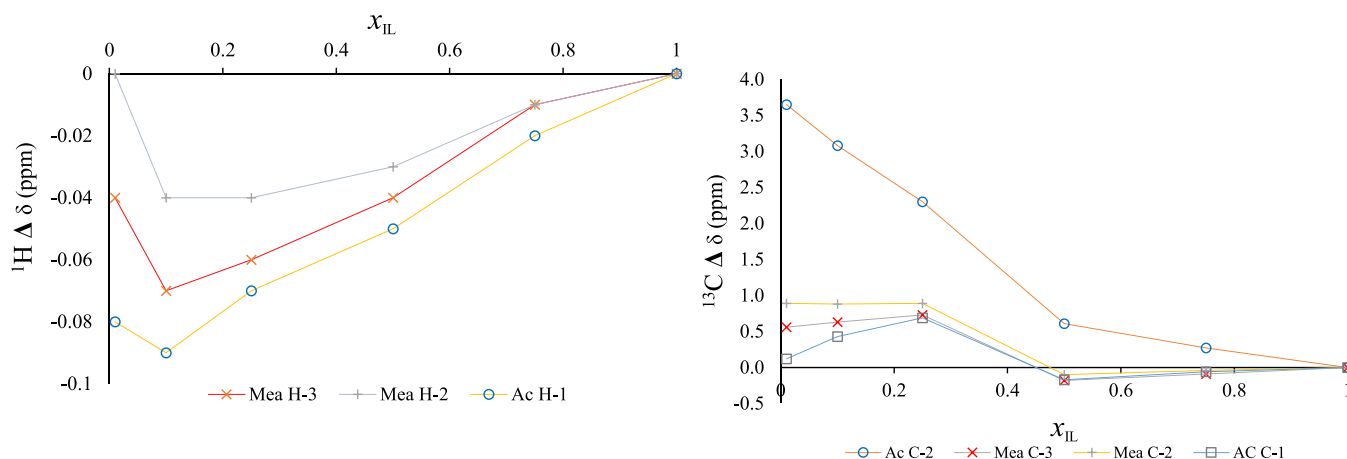 x_IL
0 0.2 0.4 0.6 0.8 1
0
-0.02
-0.04
-0.06
-0.08
-0.1
¹H Δ δ (ppm)
Mea H-3 Mea H-2 Ac H-1
4.0
3.5
3.0
2.5
2.0
1.5
1.0
0.5
0.0
-0.5
¹³C Δ δ (ppm)
0 0.2 0.4 0.6 0.8 1
x_IL
Ac C-2 Mea C-3 Mea C-2 AC C-1